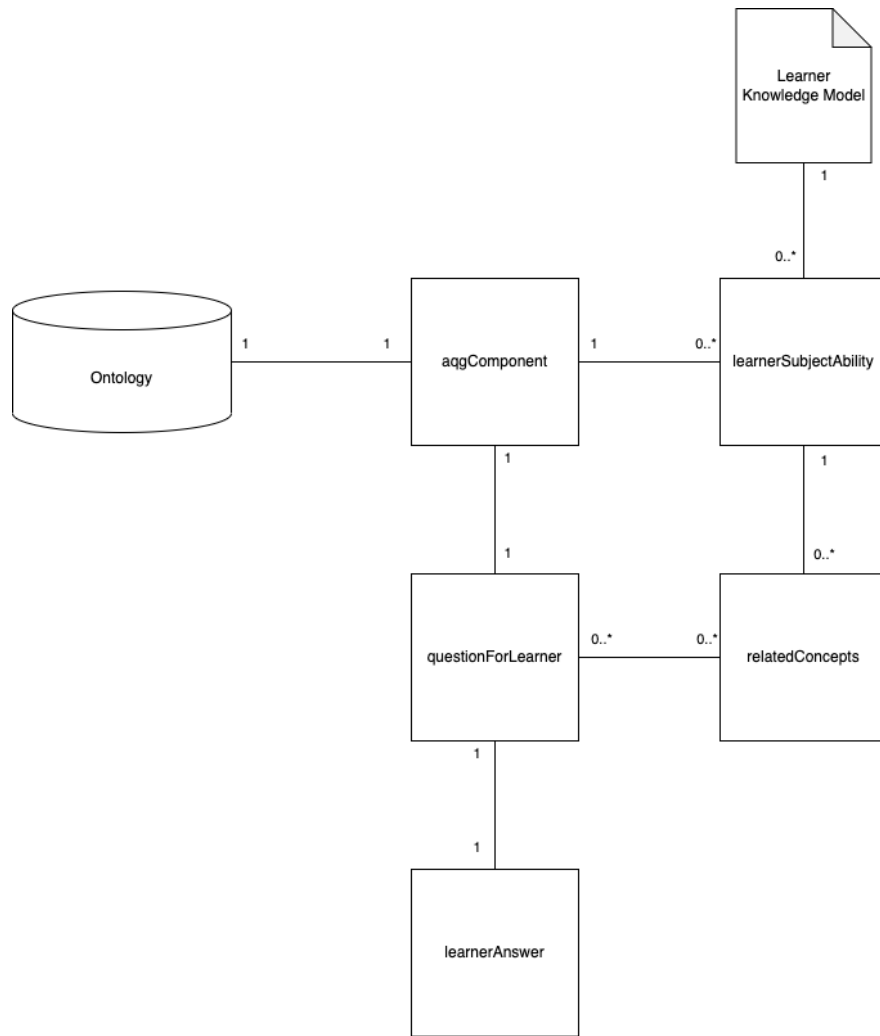 Learner
Knowledge Model
1
0..*
1
1
1
0..*
Ontology
aqgComponent
learnerSubjectAbility
1
1
1
0..*
0..*
0..*
questionForLearner
relatedConcepts
1
1
learnerAnswer